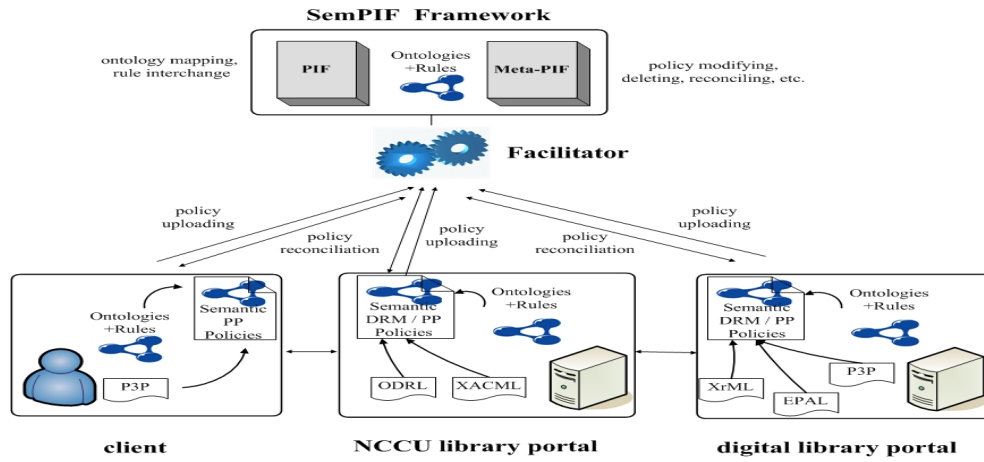 SemPIF Framework
ontology mapping,
rule interchange
PIF
Ontologies
+Rules
Meta-PIF
policy modifying,
deleting, reconciling, etc.
Facilitator
policy
uploading
policy
reconciliation
policy
uploading
policy
reconciliation
policy
uploading
Ontologies
+Rules
Semantic
PP
Policies
P3P
client
Semantic
DRM / PP
Policies
Ontologies
+Rules
ODRL
XACML
NCCU library portal
Semantic
DRM / PP
Policies
Ontologies
+Rules
XrML
EPAL
P3P
digital library portal